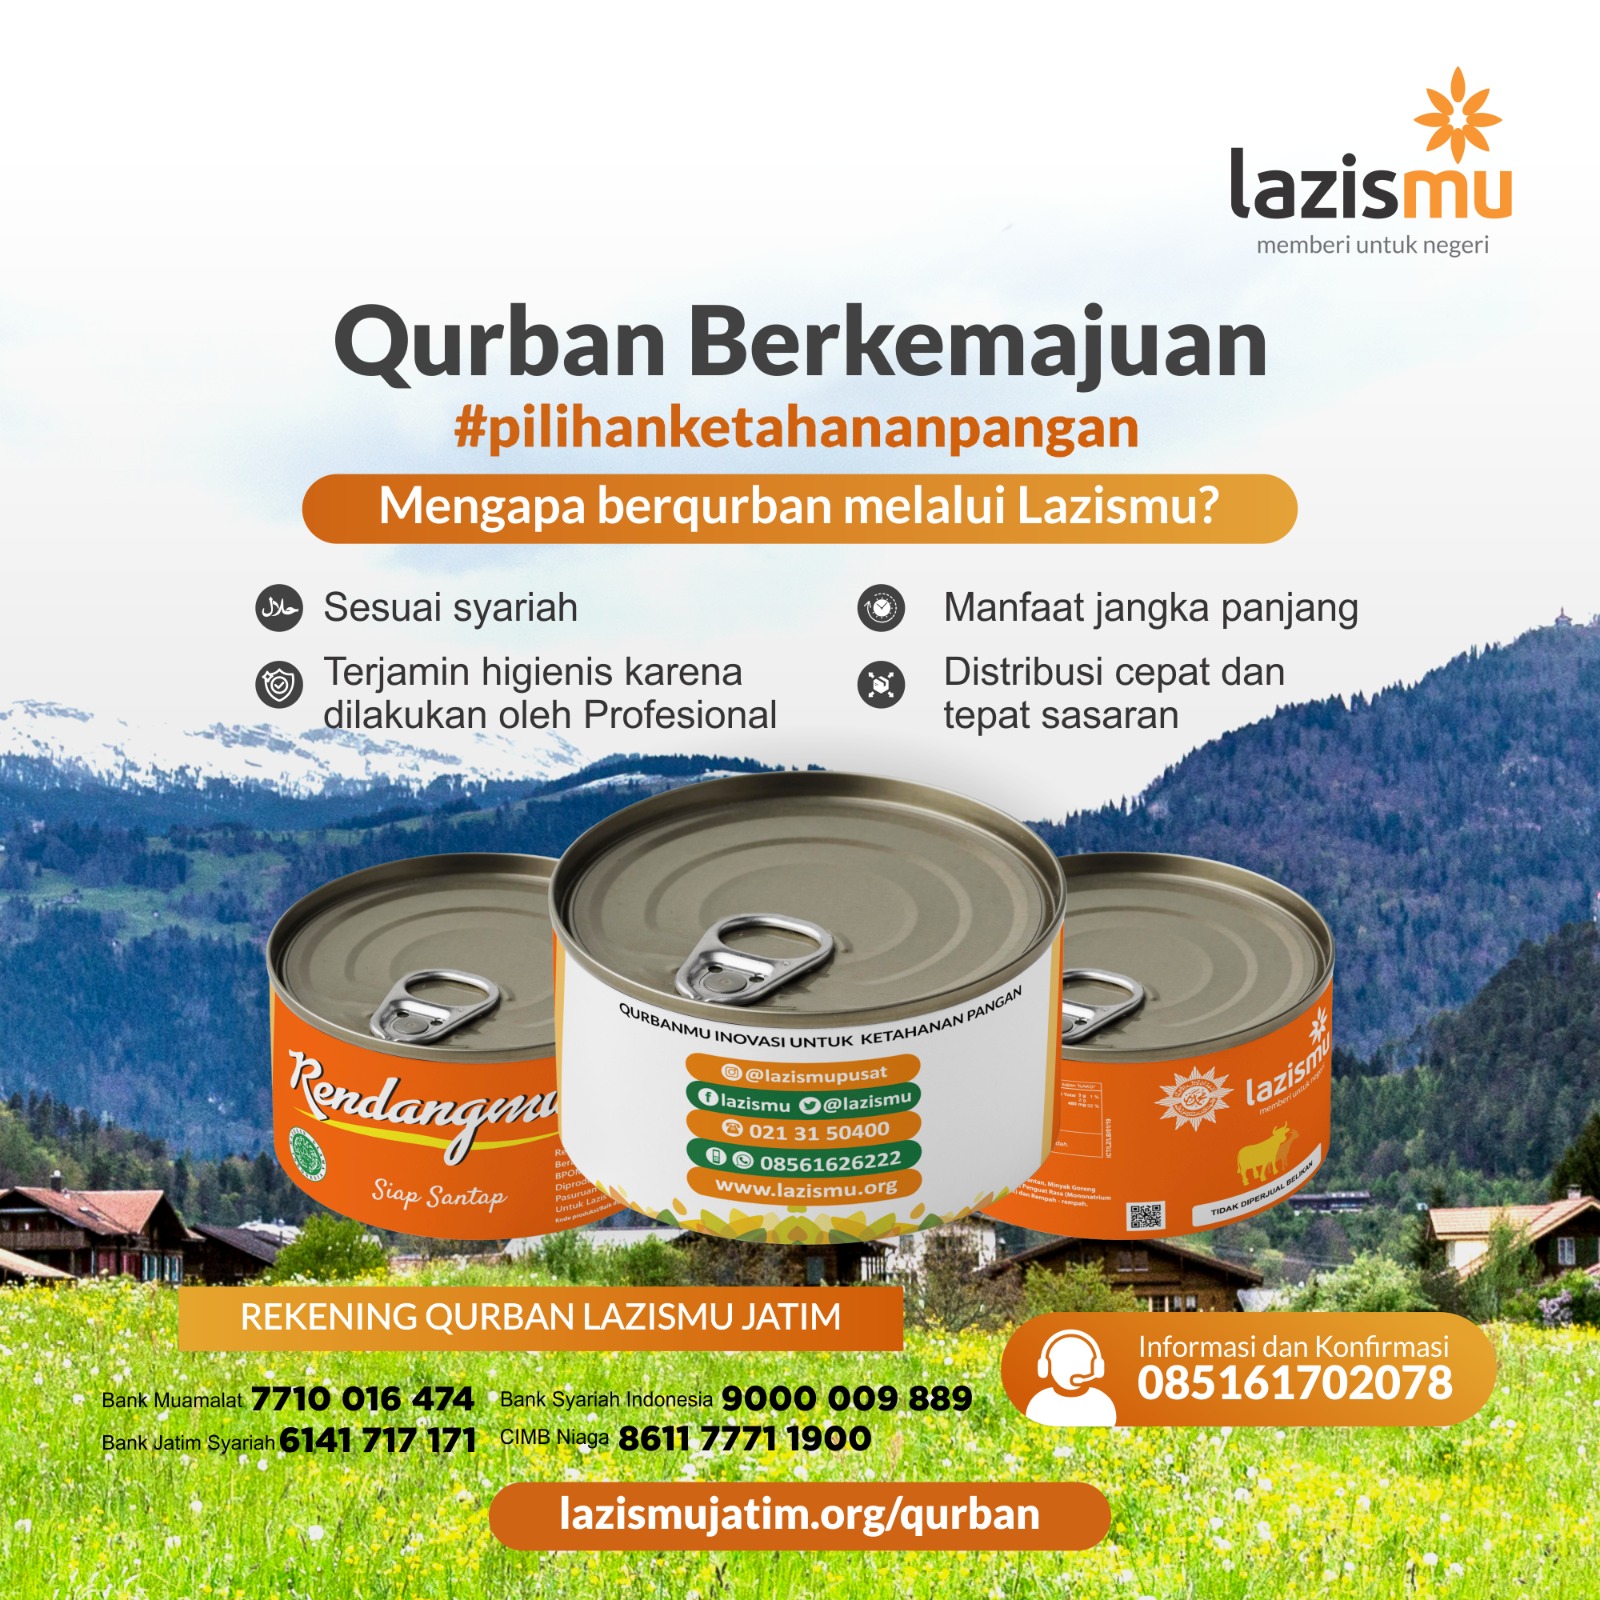 lazismu
memberi untuk negeri
Qurban Berkemajuan
#pilihanketahananpangan
Mengapa berqurban melalui Lazismu?
حلال
Sesuai syariah
Manfaat jangka panjang
Terjamin higienis karena
dilakukan oleh Profesional
Distribusi cepat dan
tepat sasaran
Rendangmu
Siap Santap
QURBANMU INOVASI UNTUK KETAHANAN PANGAN
@lazismupusat
lazismu @lazismu
021 31 50400
08561626222
www.lazismu.org
lazismu
memberi untuk negeri
TIDAK DIPERJUAL BELIKAN
REKENING QURBAN LAZISMU JATIM
Bank Muamalat 7710 016 474
Bank Syariah Indonesia 9000 009 889
Bank Jatim Syariah 6141 717 171
CIMB Niaga 8611 7771 1900
Informasi dan Konfirmasi
085161702078
lazismujatim.org/qurban